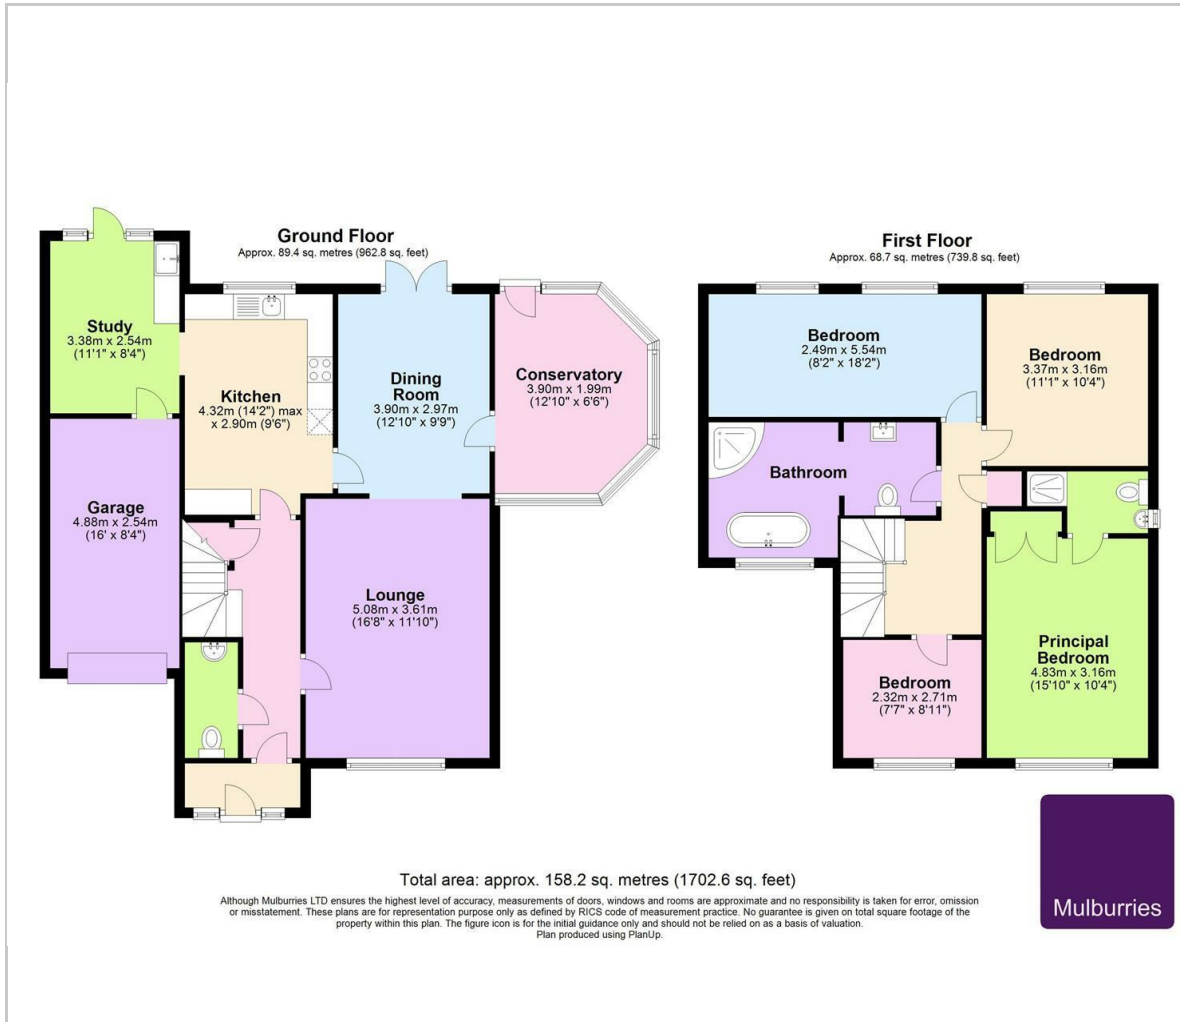 Ground Floor
Approx. 89.4 sq. metres (962.8 sq. feet)
Study
3.38m x 2.54m
(11'1" x 8'4")
Kitchen
4.32m (14'2") max
x 2.90m (9'6")
Dining
Room
3.90m x 2.97m
(12'10" x 9'9")
Conservatory
3.90m x 1.99m
(12'10" x 6'6")
Garage
4.88m x 2.54m
(16' x 8'4")
Lounge
5.08m x 3.61m
(16'8" x 11'10")
First Floor
Approx. 68.7 sq. metres (739.8 sq. feet)
Bedroom
2.49m x 5.54m
(8'2" x 18'2")
Bedroom
3.37m x 3.16m
(11'1" x 10'4")
Bathroom
Principal
Bedroom
4.83m x 3.16m
(15'10" x 10'4")
Bedroom
2.32m x 2.71m
(7'7" x 8'11")
Total area: approx. 158.2 sq. metres (1702.6 sq. feet)
Although Mulburries LTD ensures the highest level of accuracy, measurements of doors, windows and rooms are approximate and no responsibility is taken for error, omission
or misstatement. These plans are for representation purpose only as defined by RICS code of measurement practice. No guarantee is given on total square footage of the
property within this plan. The figure icon is for the initial guidance only and should not be relied on as a basis of valuation.
Plan produced using PlanUp.
Mulburries